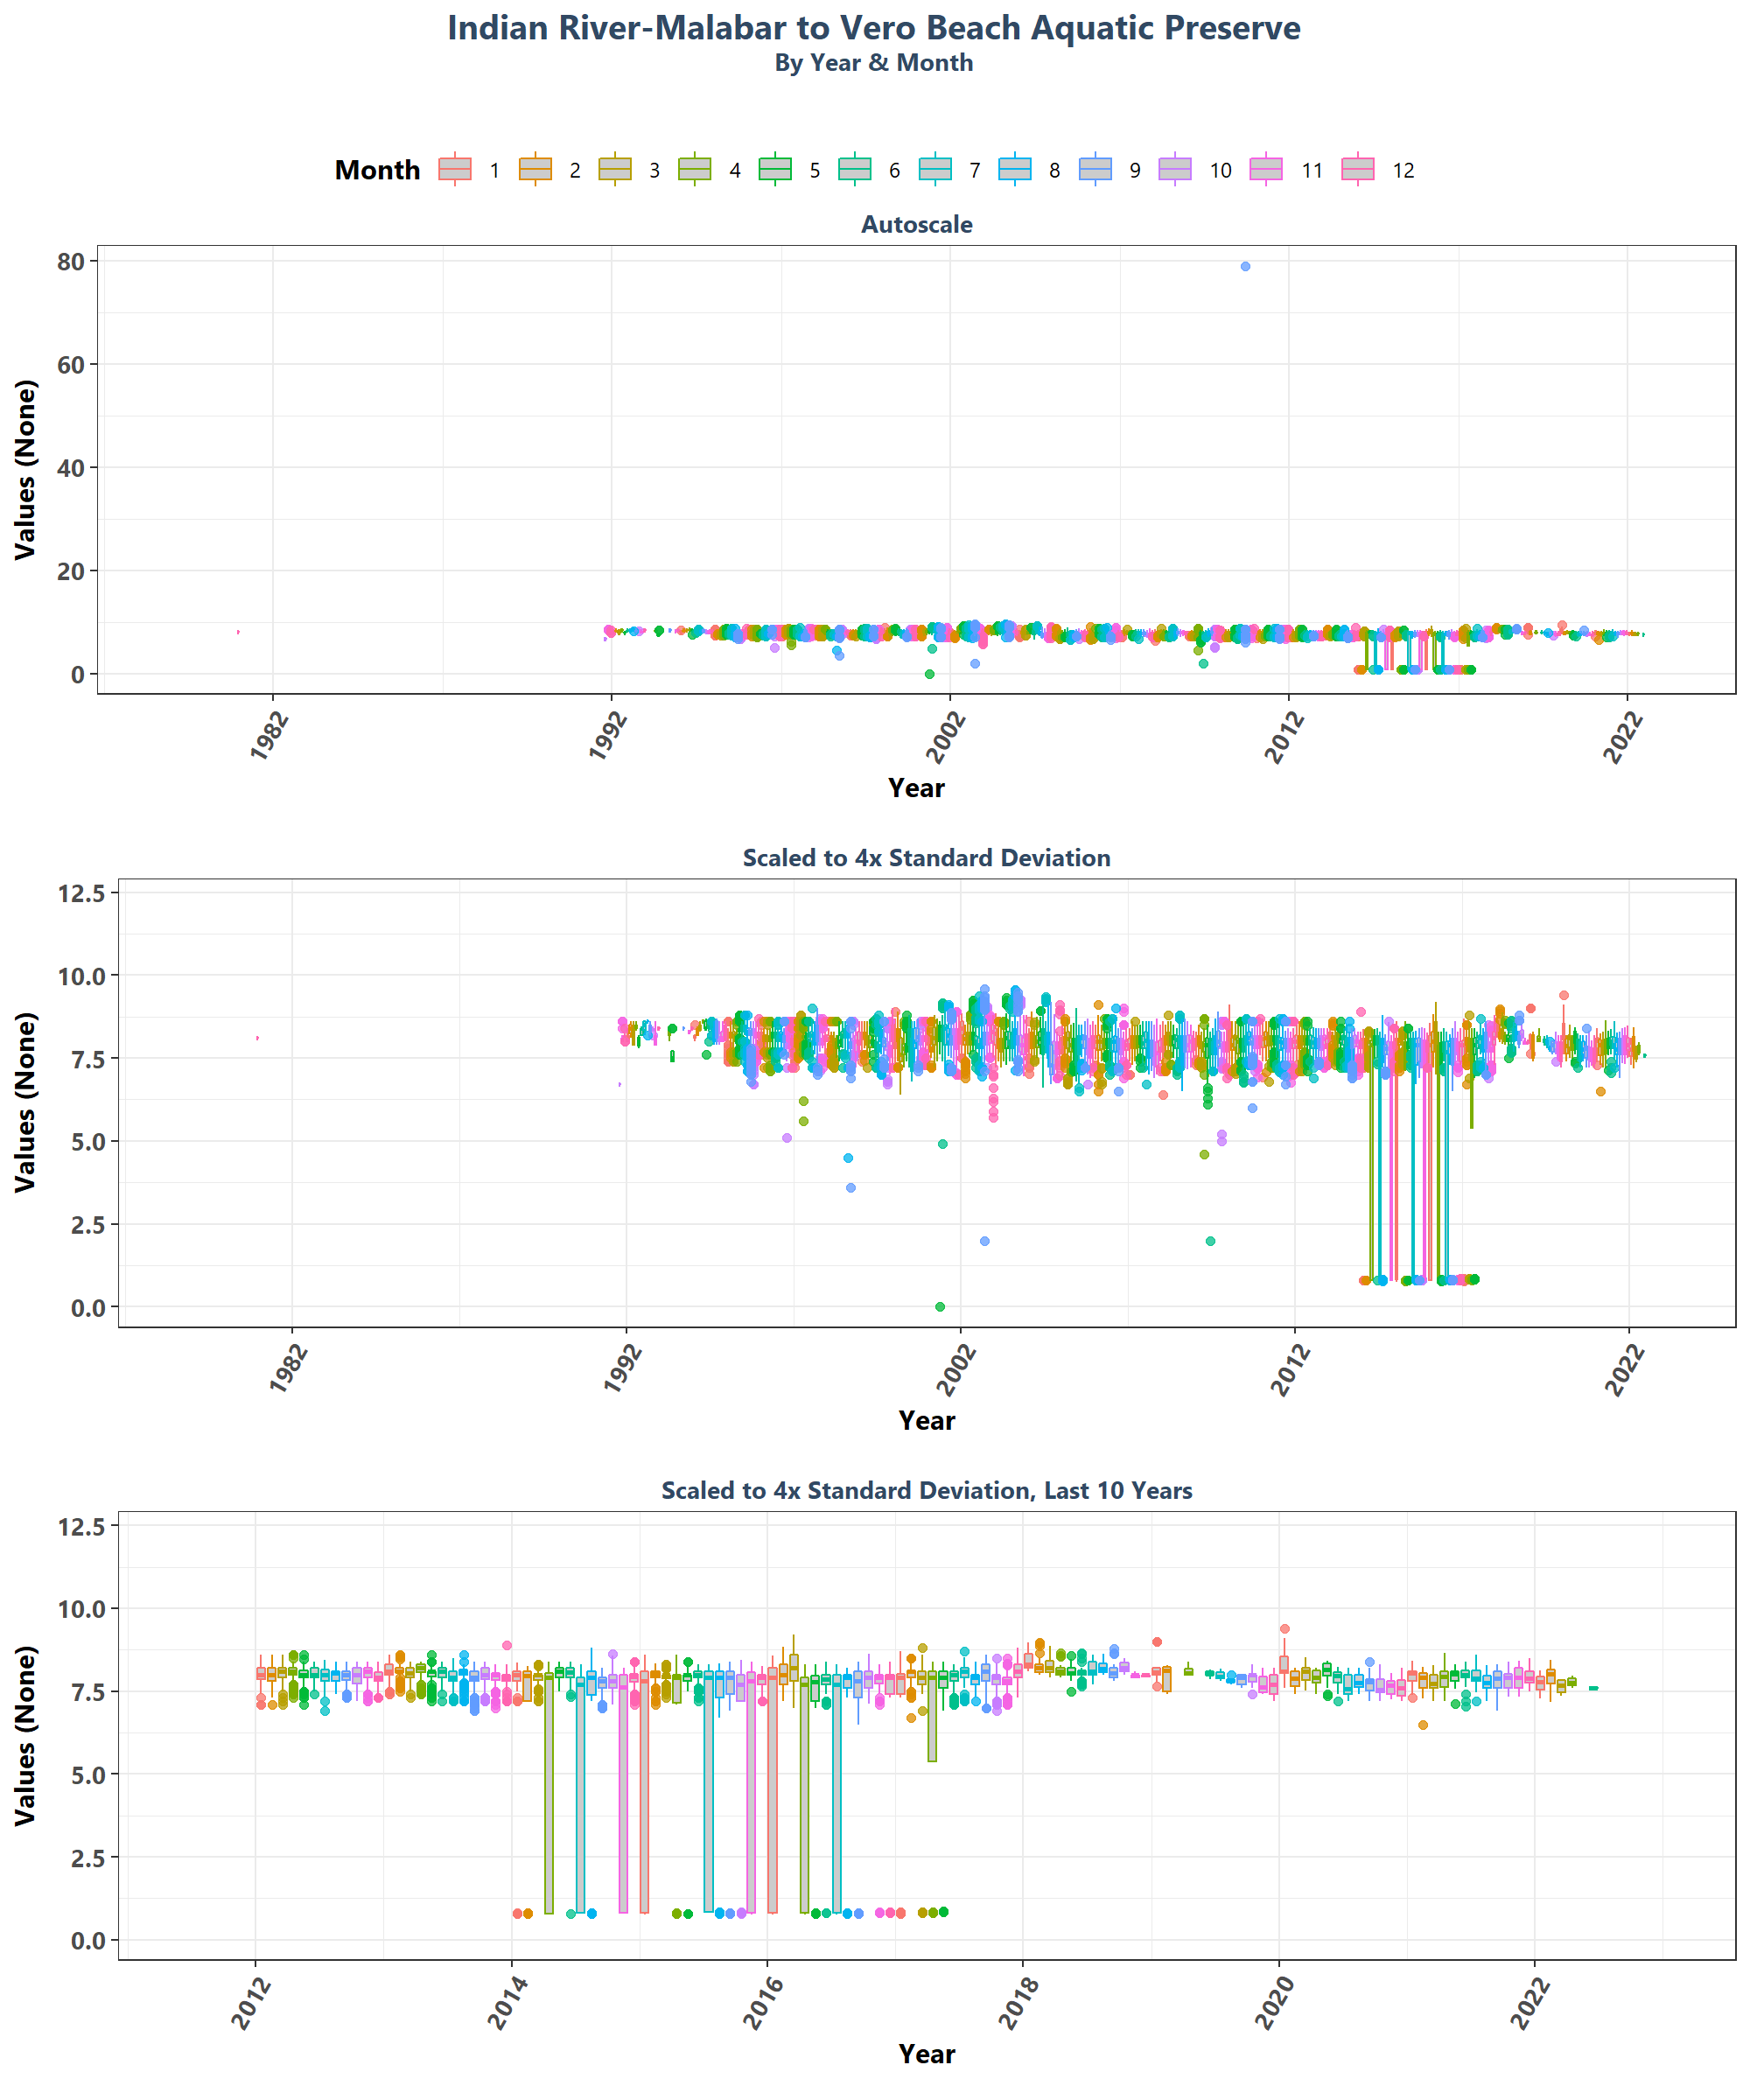 Indian River-Malabar to Vero Beach Aquatic Preserve
By Year & Month
Month 1 2 3 4 5 6 7 8 9 10 11 12
Autoscale
80
60
40
20
0
Values (None)
1982 1992 2002 2012 2022
Year
Scaled to 4x Standard Deviation
12.5
10.0
7.5
5.0
2.5
0.0
Values (None)
1982 1992 2002 2012 2022
Year
Scaled to 4x Standard Deviation, Last 10 Years
12.5
10.0
7.5
5.0
2.5
0.0
Values (None)
2012 2014 2016 2018 2020 2022
Year